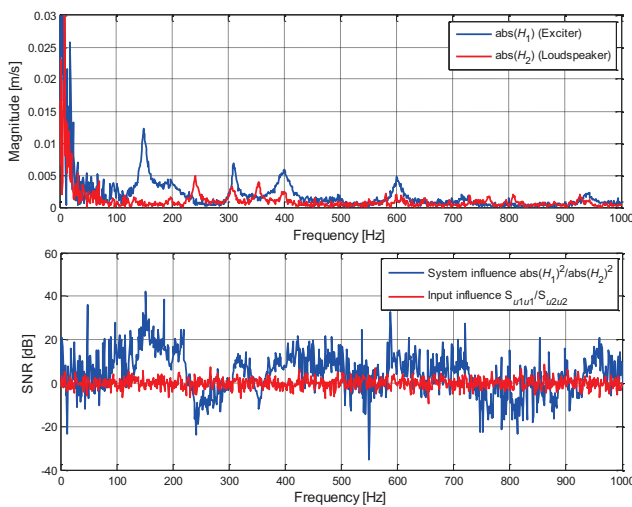 0.03
0.025
0.02
0.015
0.01
0.005
0
Magnitude [m/s]
abs(H₁) (Exciter)
abs(H₂) (Loudspeaker)
0 100 200 300 400 500 600 700 800 900 1000
Frequency [Hz]
60
40
20
0
-20
-40
SNR [dB]
System influence abs(H₁)²/abs(H₂)²
Input influence Sᵤ₁ᵤ₁/Sᵤ₂ᵤ₂
0 100 200 300 400 500 600 700 800 900 1000
Frequency [Hz]